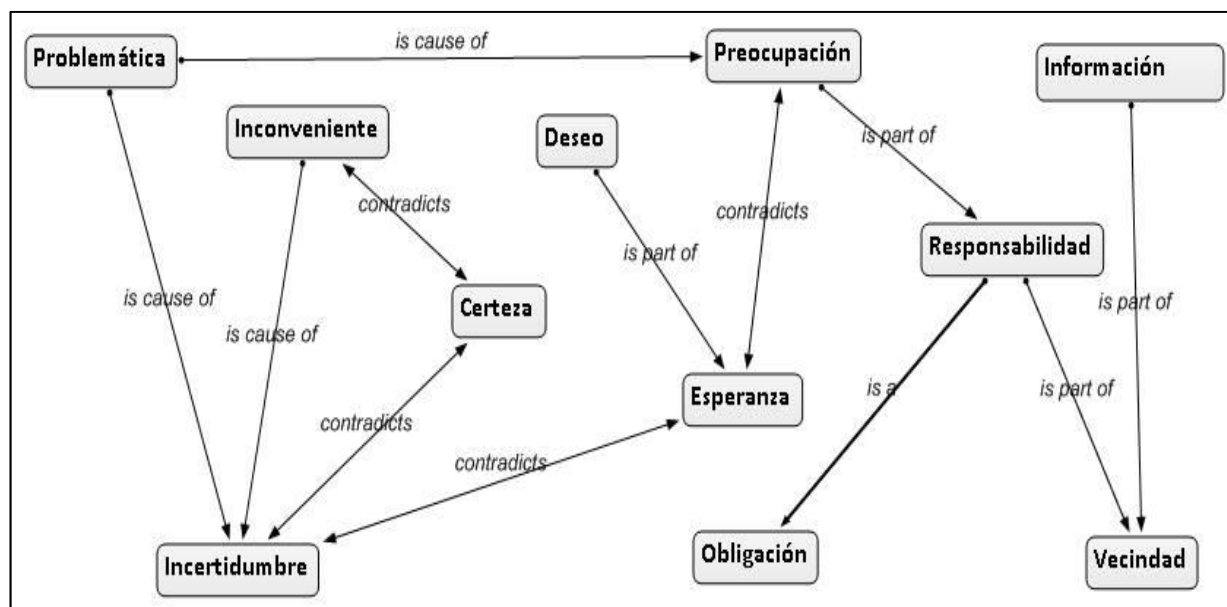 Problemática
is cause of
Preocupación
Información
Inconveniente
Deseo
is part of
contradicts
contradicts
Responsabilidad
is part of
is cause of
Certeza
is part of
is cause of
Esperanza
is a
is part of
contradicts
contradicts
Incertidumbre
Obligación
Vecindad